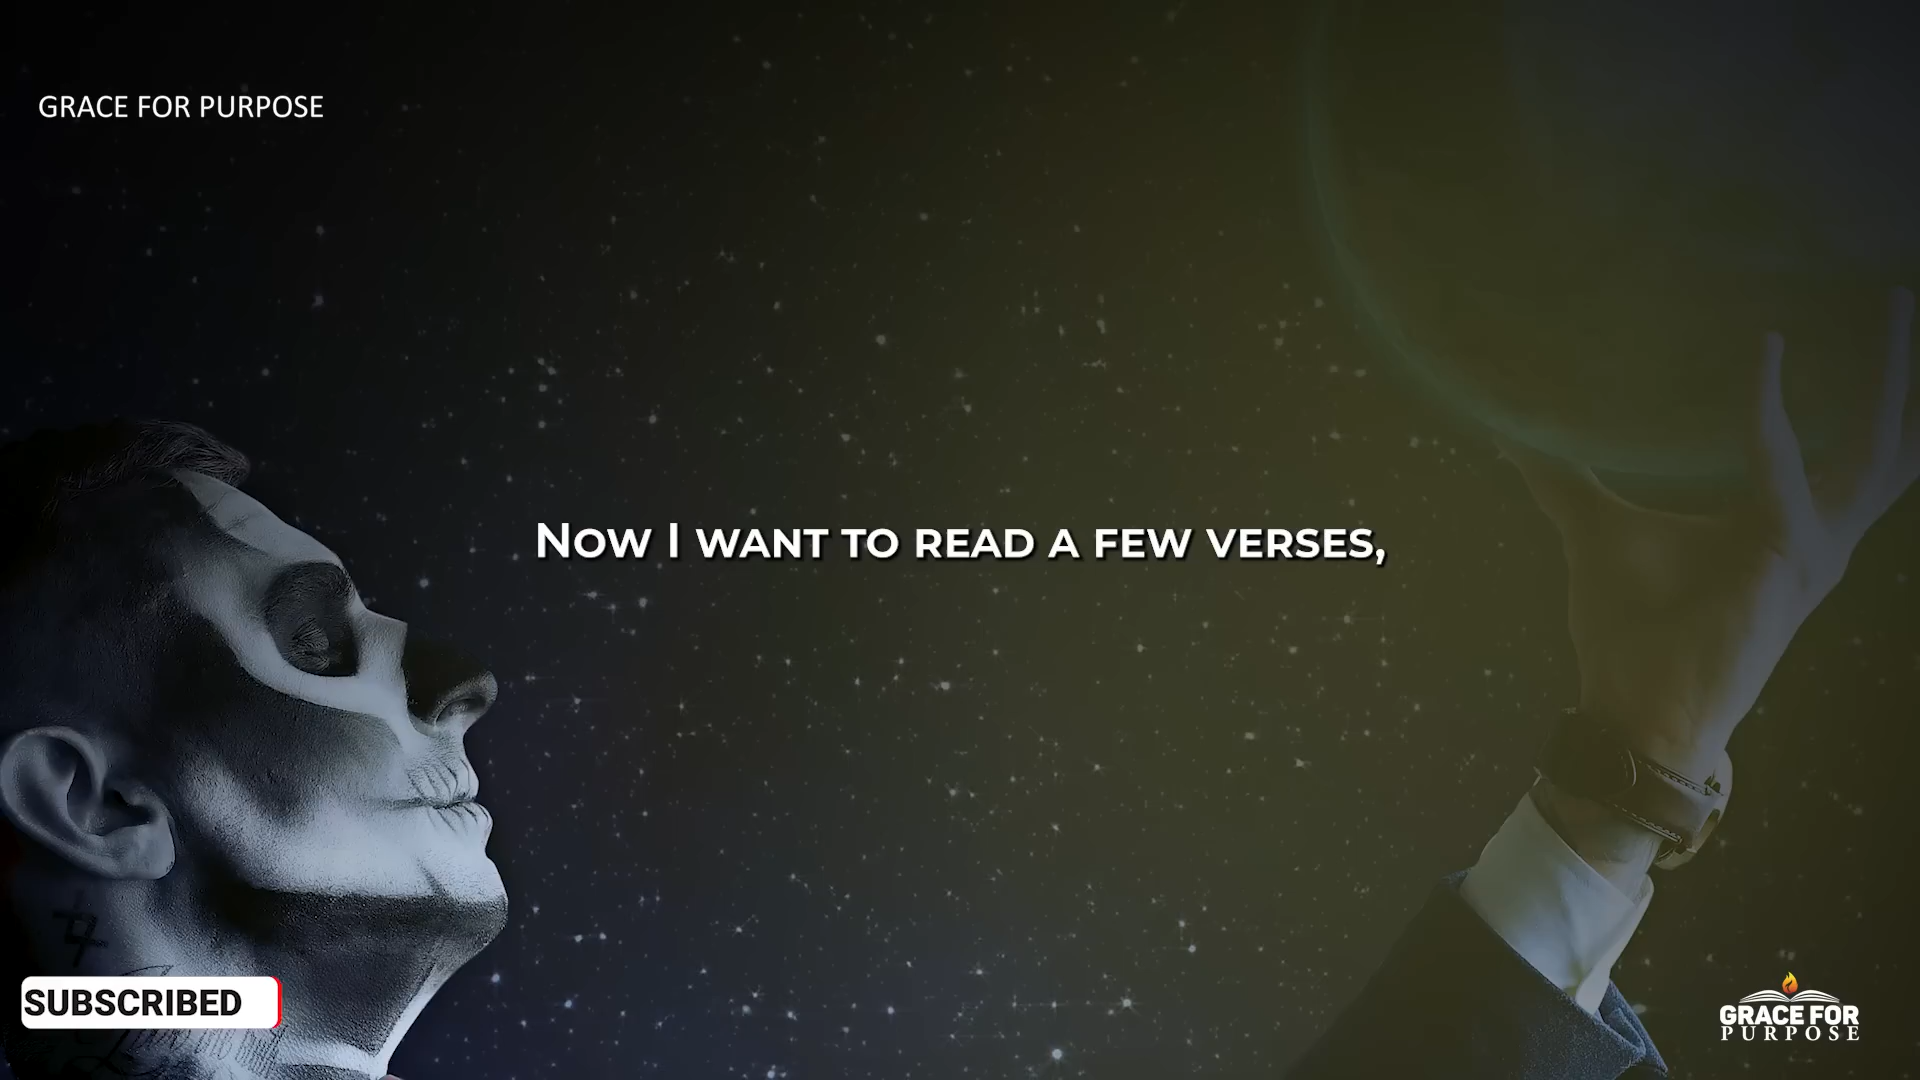 GRACE FOR PURPOSE
NOW I WANT TO READ A FEW VERSES,
SUBSCRIBED
GRACE FOR
PURPOSE